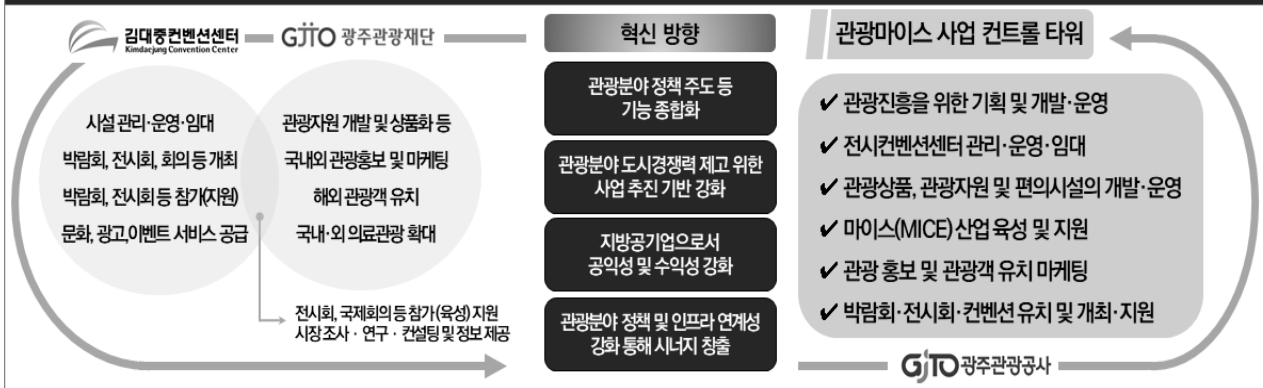 김대중컨벤션센터
Kimdaejung Convention Center
GJTO 광주관광재단
시설 관리·운영·임대
박람회, 전시회, 회의 등 개최
박람회, 전시회 등 참가(지원)
문화, 광고,이벤트 서비스 공급
관광자원 개발 및 상품화 등
국내외 관광홍보 및 마케팅
해외 관광객 유치
국내·외 의료관광 확대
전시회, 국제회의 등 참가(육성) 지원
시장 조사 · 연구 · 컨설팅 및 정보 제공
혁신 방향
관광분야 정책 주도 등
기능 종합화
관광분야 도시경쟁력 제고 위한
사업 추진 기반 강화
지방공기업으로서
공익성 및 수익성 강화
관광분야 정책 및 인프라 연계성
강화 통해 시너지 창출
관광마이스 사업 컨트롤 타워
✔ 관광진흥을 위한 기획 및 개발·운영
✔ 전시컨벤션센터 관리·운영·임대
✔ 관광상품, 관광자원 및 편의시설의 개발·운영
✔ 마이스(MICE) 산업 육성 및 지원
✔ 관광 홍보 및 관광객 유치 마케팅
✔ 박람회·전시회·컨벤션 유치 및 개최·지원
GJTO 광주관광공사